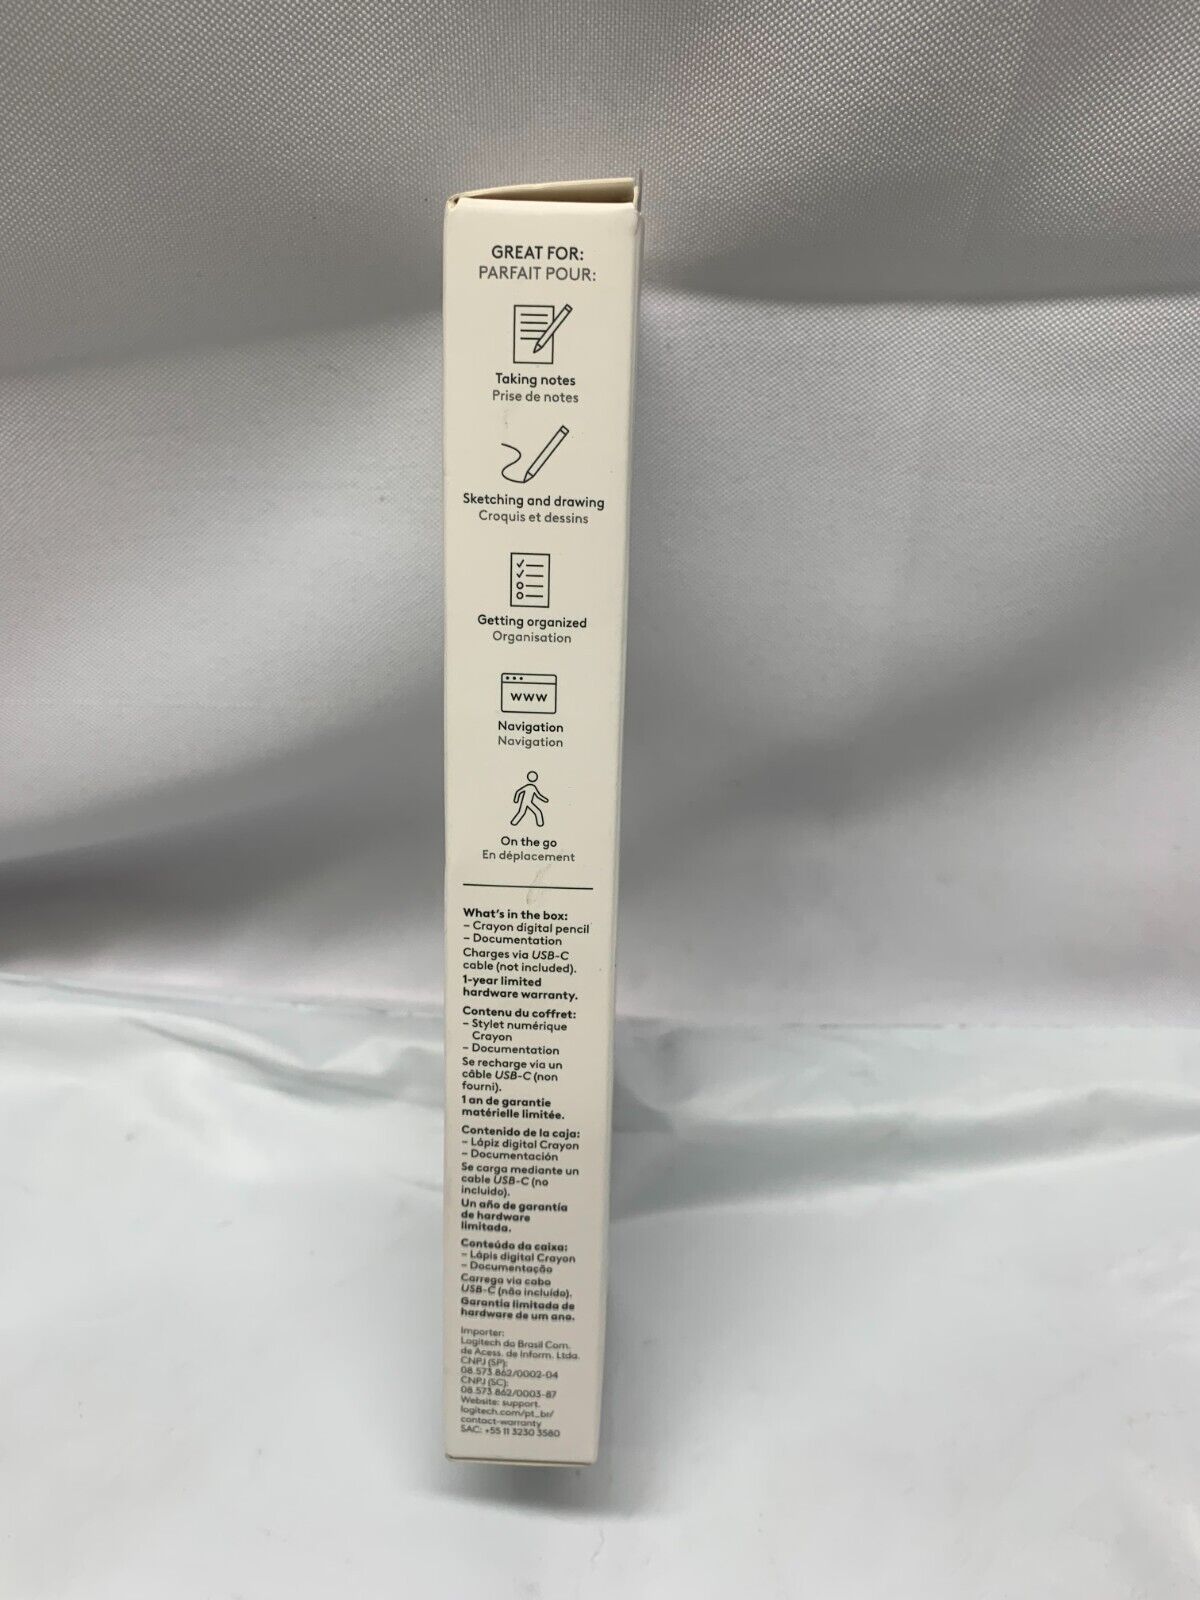 GREAT FOR:
PARFAIT POUR:
Taking notes
Prise de notes
Sketching and drawing
Croquis et dessins
Getting organized
Organisation
www
Navigation
Navigation
On the go
En déplacement
What's in the box:
– Crayon digital pencil
– Documentation
Charges via USB-C
cable (not included).
1-year limited
hardware warranty.
Contenu du coffret:
– Stylet numérique
Crayon
– Documentation
Se recharge via un
câble USB-C (non
fourni).
1 an de garantie
matérielle limitée.
Contenido de la caja:
– Lápiz digital Crayon
– Documentación
Se carga mediante un
cable USB-C (no
incluido).
Un año de garantía
de hardware
limitada.
Conteúdo da caixa:
– Lápis digital Crayon
– Documentação
Carrega via cabo
USB-C (não incluído).
Garantia limitada de
hardware de um ano.
Importer:
Logitech do Brasil Com.
de Acess. de Inform. Ltda.
CNPJ (SP):
08.573.862/0002-04
CNPJ (SC):
08.573.862/0003-87
Website: support.
logitech.com/pt_br/
contact-warranty
SAC: +55 11 3230 3580